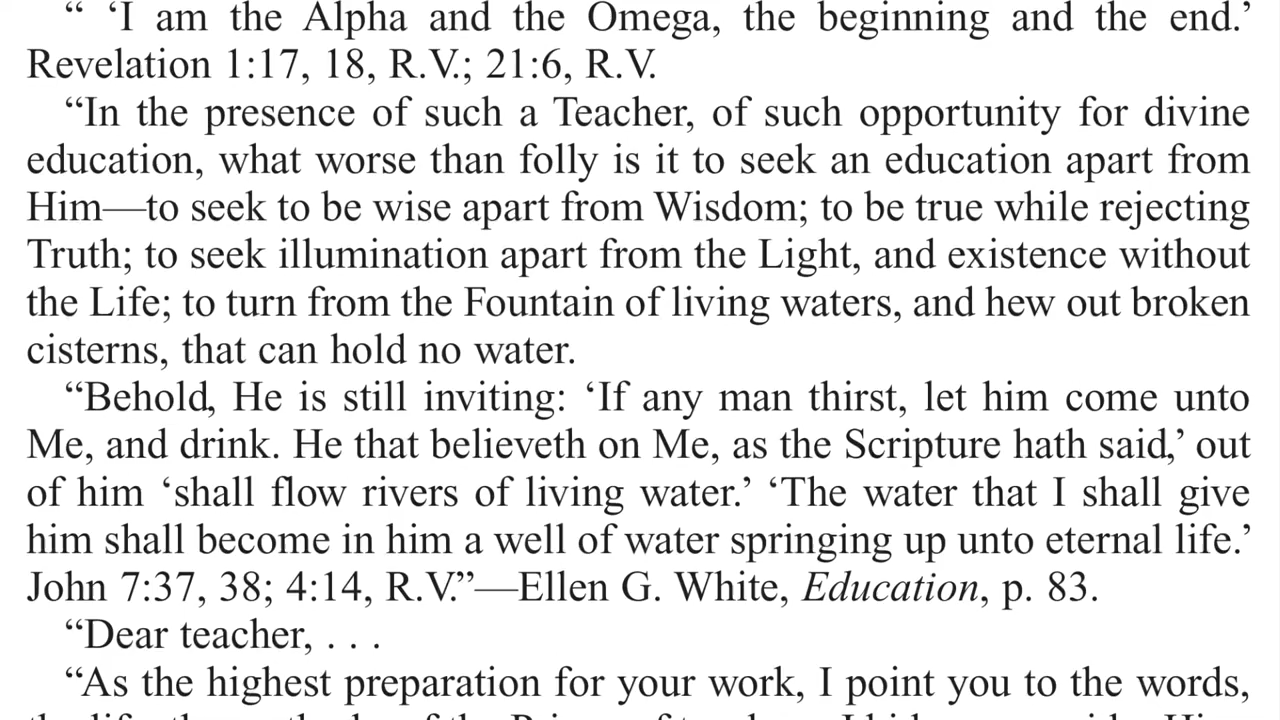 “ ‘I am the Alpha and the Omega, the beginning and the end.’
Revelation 1:17, 18, R.V.; 21:6, R.V.
“In the presence of such a Teacher, of such opportunity for divine
education, what worse than folly is it to seek an education apart from
Him—to seek to be wise apart from Wisdom; to be true while rejecting
Truth; to seek illumination apart from the Light, and existence without
the Life; to turn from the Fountain of living waters, and hew out broken
cisterns, that can hold no water.
“Behold, He is still inviting: ‘If any man thirst, let him come unto
Me, and drink. He that believeth on Me, as the Scripture hath said,’ out
of him ‘shall flow rivers of living water.’ ‘The water that I shall give
him shall become in him a well of water springing up unto eternal life.’
John 7:37, 38; 4:14, R.V.”—Ellen G. White, Education, p. 83.
“Dear teacher, . . .
“As the highest preparation for your work, I point you to the words,